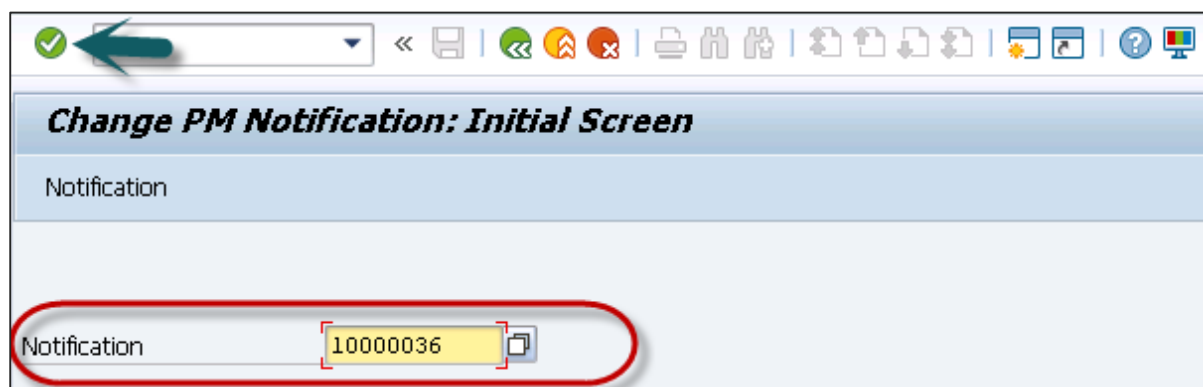 Change PM Notification: Initial Screen
Notification
Notification 10000036